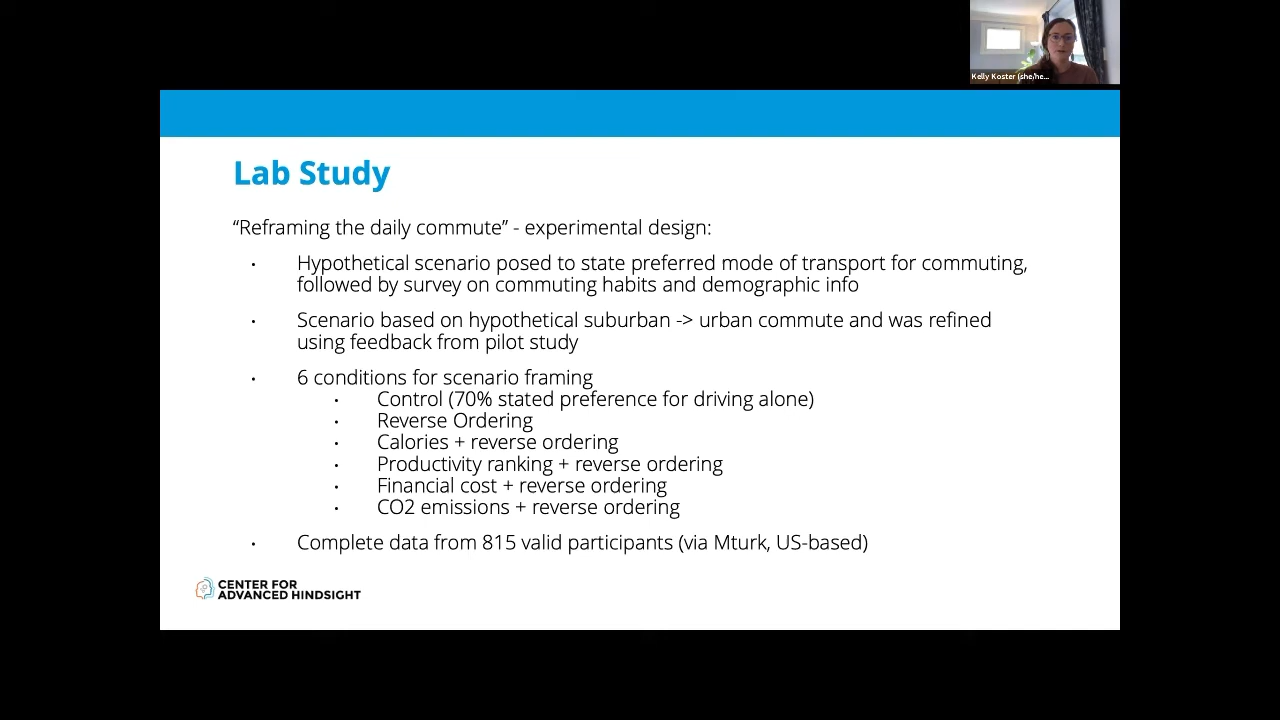 Kelly Koster (she/he...
Lab Study
“Reframing the daily commute” - experimental design:
• Hypothetical scenario posed to state preferred mode of transport for commuting,
followed by survey on commuting habits and demographic info
• Scenario based on hypothetical suburban -> urban commute and was refined
using feedback from pilot study
• 6 conditions for scenario framing
• Control (70% stated preference for driving alone)
• Reverse Ordering
• Calories + reverse ordering
• Productivity ranking + reverse ordering
• Financial cost + reverse ordering
• CO2 emissions + reverse ordering
• Complete data from 815 valid participants (via Mturk, US-based)
CENTER FOR
ADVANCED HINDSIGHT